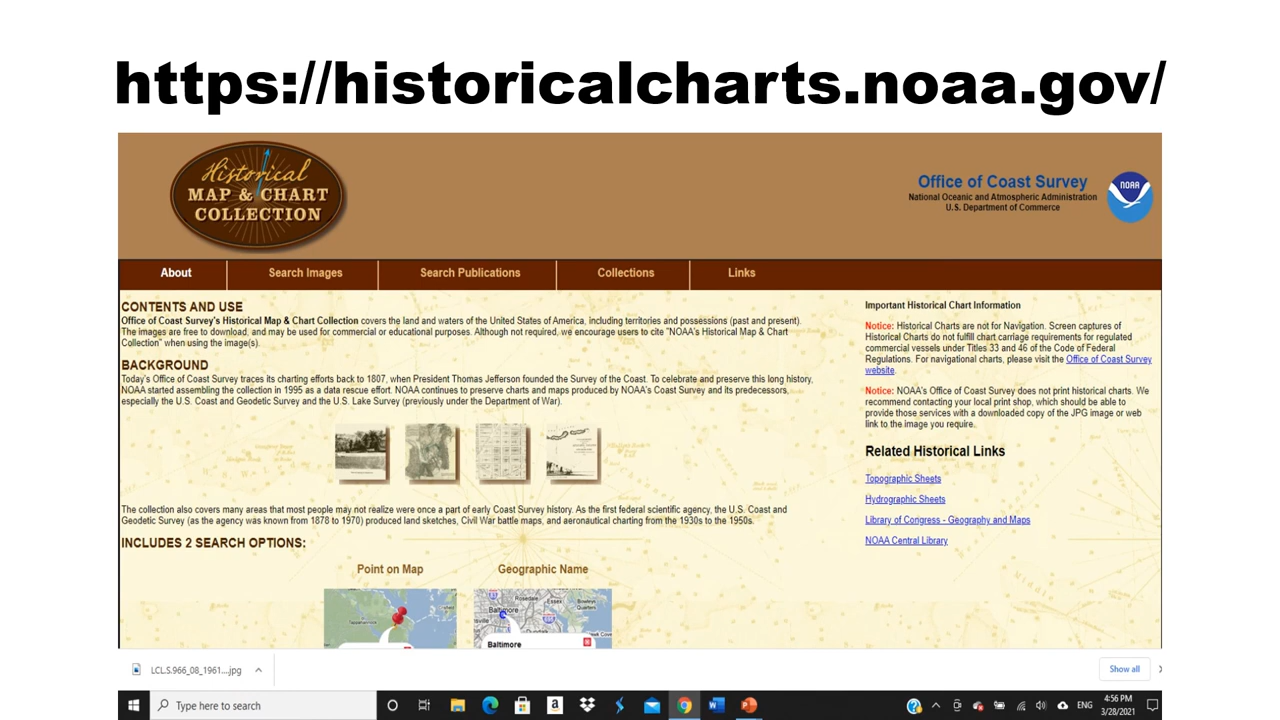 https://historicalcharts.noaa.gov/
Historical
MAP & CHART
COLLECTION
Office of Coast Survey
National Oceanic and Atmospheric Administration
U.S. Department of Commerce
NOAA
About
Search Images
Search Publications
Collections
Links
CONTENTS AND USE
Office of Coast Survey's Historical Map & Chart Collection covers the land and waters of the United States of America, including territories and possessions (past and present).
The images are free to download, and may be used for commercial or educational purposes. Although not required, we encourage users to cite "NOAA's Historical Map & Chart
Collection" when using the image(s).
BACKGROUND
Today's Office of Coast Survey traces its charting efforts back to 1807, when President Thomas Jefferson founded the Survey of the Coast. To celebrate and preserve this long history,
NOAA started assembling the collection in 1995 as a data rescue effort. NOAA continues to preserve charts and maps produced by NOAA's Coast Survey and its predecessors,
especially the U.S. Coast and Geodetic Survey and the U.S. Lake Survey (previously under the Department of War).
The collection also covers many areas that most people may not realize were once a part of early Coast Survey history. As the first federal scientific agency, the U.S. Coast and
Geodetic Survey (as the agency was known from 1878 to 1970) produced land sketches, Civil War battle maps, and aeronautical charting from the 1930s to the 1950s.
INCLUDES 2 SEARCH OPTIONS:
Point on Map
Geographic Name
Rosedale
Essex
Baltimore
Dundalk
Baltimore
Important Historical Chart Information
Notice: Historical Charts are not for Navigation. Screen captures of
Historical Charts do not fulfill chart carriage requirements for regulated
commercial vessels under Titles 33 and 46 of the Code of Federal
Regulations. For navigational charts, please visit the Office of Coast Survey
website.
Notice: NOAA's Office of Coast Survey does not print historical charts. We
recommend contacting your local print shop, which should be able to
provide those services with a downloaded copy of the JPG image or web
link to the image you require.
Related Historical Links
Topographic Sheets
Hydrographic Sheets
Library of Congress - Geography and Maps
NOAA Central Library
LCL.S.966_08_1961....jpg
Show all
Type here to search
ENG
4:56 PM
3/28/2021